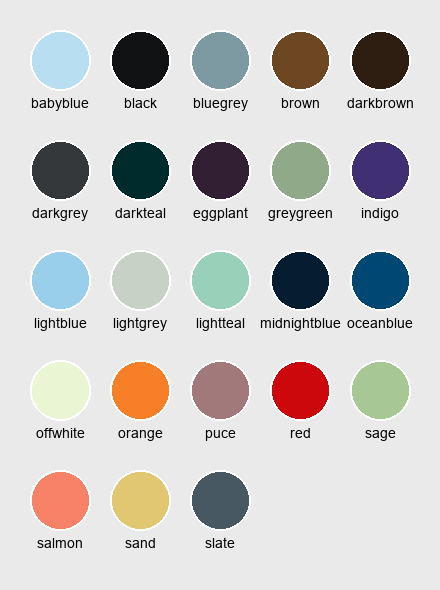 babyblue black bluegrey brown darkbrown
darkgrey darkteal eggplant greygreen indigo
lightblue lightgrey lightteal midnightblue oceanblue
offwhite orange puce red sage
salmon sand slate